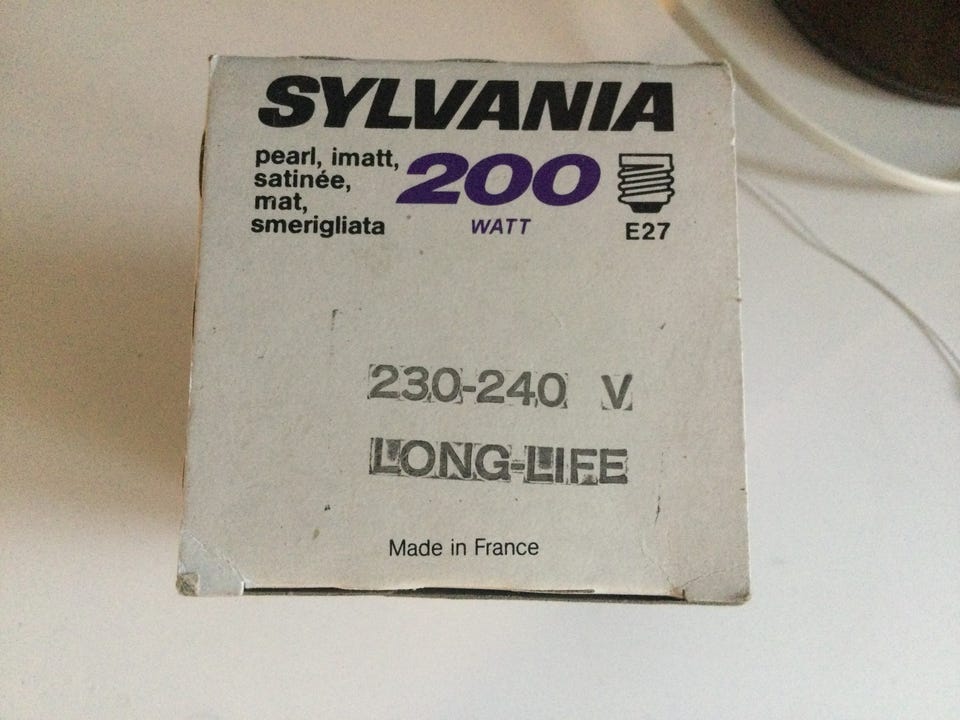 SYLVANIA
pearl, imatt,
satinée,
mat,
smerigliata
200
WATT
E27
230-240 V
LONG-LIFE
Made in France